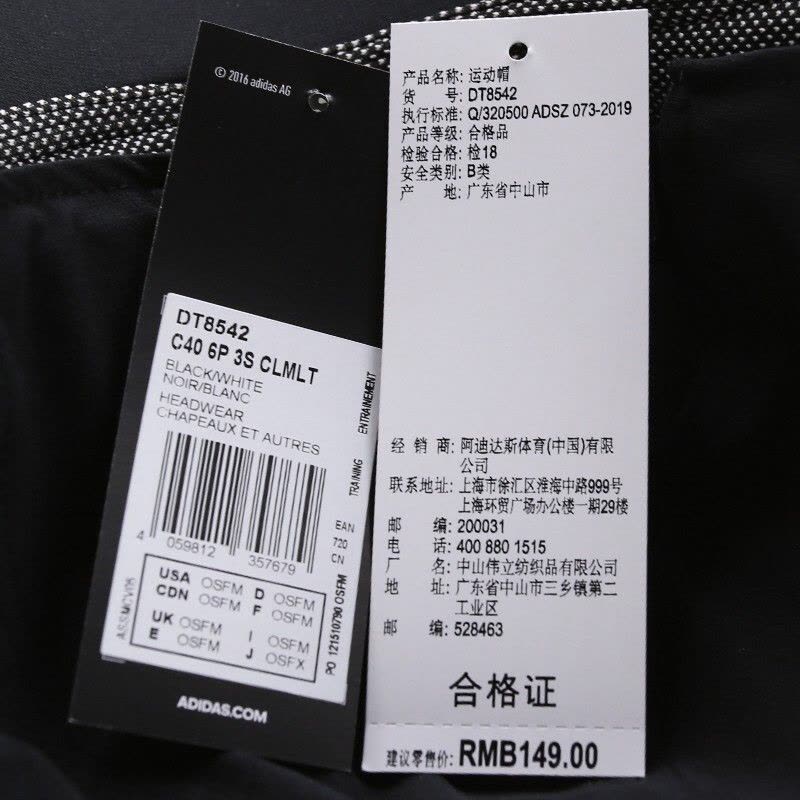 © 2016 adidas AG
DT8542
C40 6P 3S CLMLT
BLACK/WHITE
NOIR/BLANC
HEADWEAR
CHAPEAUX ET AUTRES
TRAINING
ENTRAINEMENT
4 059812 357679
EAN
720
CN
ASSMCV05
USA OSFM D OSFM
CDN OSFM F OSFM
UK OSFM I OSFM
E OSFM J OSFX
PO 121510790 OSFM
ADIDAS.COM
产品名称: 运动帽
货 号: DT8542
执行标准: Q/320500 ADSZ 073-2019
产品等级: 合格品
检验合格: 检18
安全类别: B类
产 地: 广东省中山市
经 销 商: 阿迪达斯体育(中国)有限
公司
联系地址: 上海市徐汇区淮海中路999号
上海环贸广场办公楼一期29楼
邮 编: 200031
电 话: 400 880 1515
厂 名: 中山伟立纺织品有限公司
地 址: 广东省中山市三乡镇第二
工业区
邮 编: 528463
合格证
建议零售价: RMB149.00